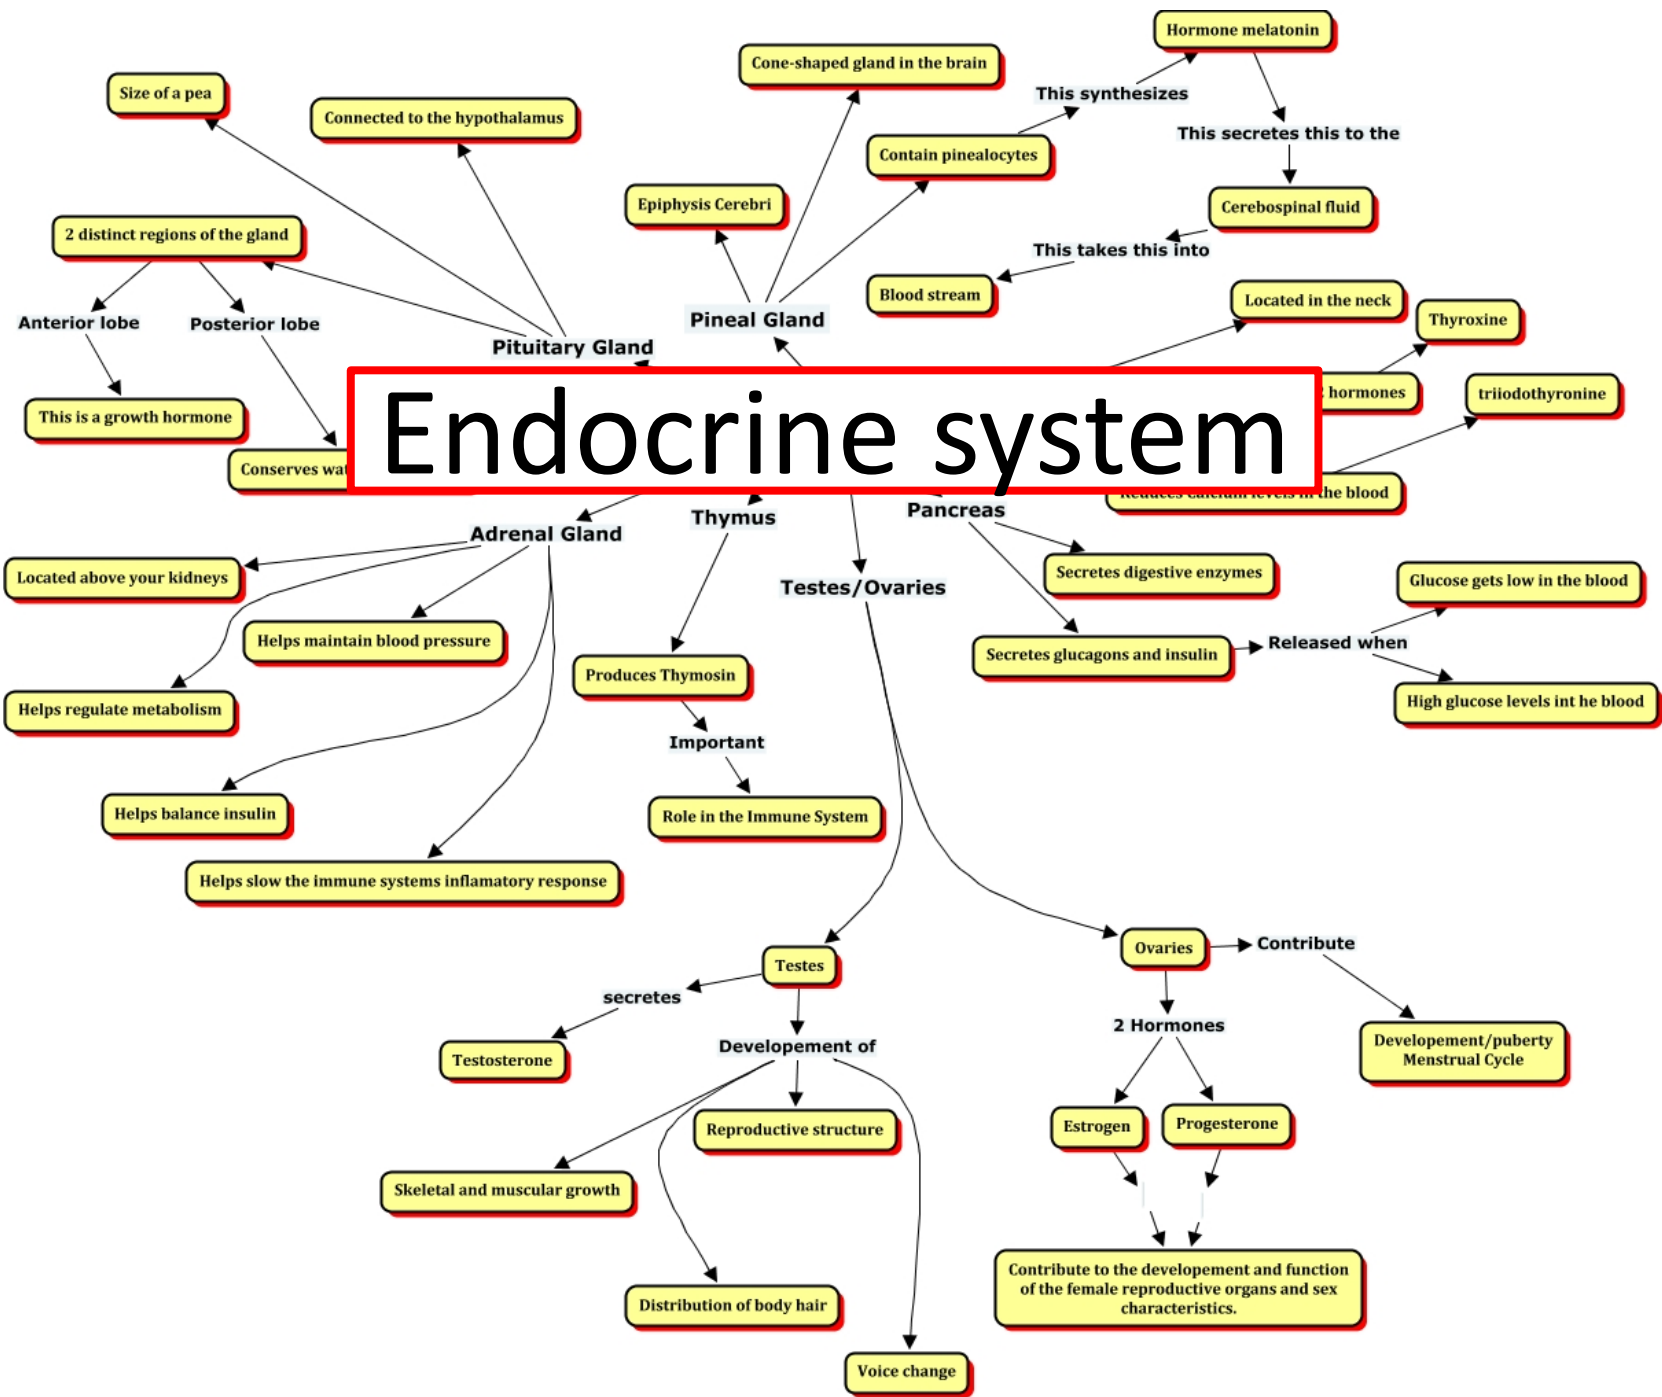 Hormone melatonin
Cone-shaped gland in the brain
This synthesizes
Size of a pea
Connected to the hypothalamus
This secretes this to the
Contain pinealocytes
Epiphysis Cerebri
Cerebospinal fluid
2 distinct regions of the gland
This takes this into
Blood stream
Located in the neck
Anterior lobe
Posterior lobe
Pineal Gland
Thyroxine
Pituitary Gland
This is a growth hormone
Endocrine system
2 hormones
triiodothyronine
Conserves
Reduces Calcium levels in the blood
Adrenal Gland
Thymus
Pancreas
Located above your kidneys
Secretes digestive enzymes
Testes/Ovaries
Glucose gets low in the blood
Helps maintain blood pressure
Secretes glucagons and insulin
Released when
Produces Thymosin
Helps regulate metabolism
High glucose levels int he blood
Important
Helps balance insulin
Role in the Immune System
Helps slow the immune systems inflamatory response
Testes
Ovaries
Contribute
secretes
2 Hormones
Testosterone
Developement of
Developement/puberty
Menstrual Cycle
Estrogen
Progesterone
Reproductive structure
Skeletal and muscular growth
Contribute to the developement and function
of the female reproductive organs and sex
characteristics.
Distribution of body hair
Voice change